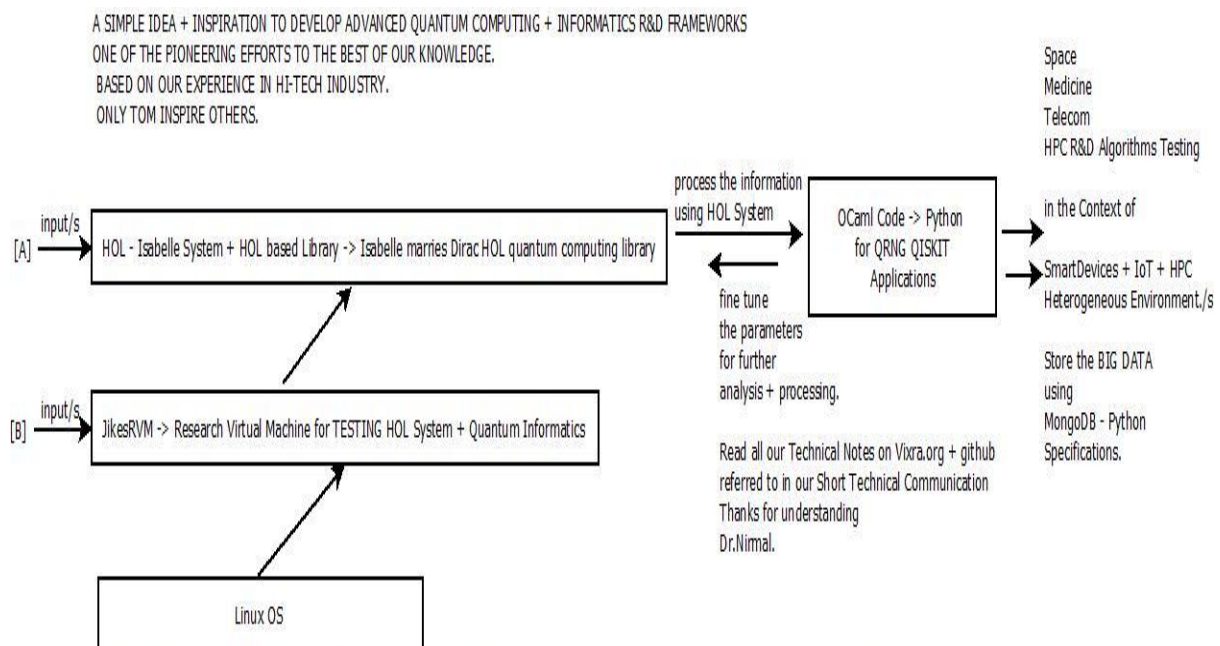 A SIMPLE IDEA + INSPIRATION TO DEVELOP ADVANCED QUANTUM COMPUTING + INFORMATICS R&D FRAMEWORKS
ONE OF THE PIONEERING EFFORTS TO THE BEST OF OUR KNOWLEDGE.
BASED ON OUR EXPERIENCE IN HI-TECH INDUSTRY.
ONLY TOM INSPIRE OTHERS.
Space
Medicine
Telecom
HPC R&D Algorithms Testing
in the Context of
SmartDevices + IoT + HPC
Heterogeneous Environment./s
Store the BIG DATA
using
MongoDB - Python
Specifications.
[A]
input/s
HOL - Isabelle System + HOL based Library -> Isabelle marries Dirac HOL quantum computing library
process the information
using HOL System
OCaml Code -> Python
for QRNG QISKIT
Applications
fine tune
the parameters
for further
analysis + processing.
[B]
input/s
JikesRVM -> Research Virtual Machine for TESTING HOL System + Quantum Informatics
Read all our Technical Notes on Vixra.org + github
referred to in our Short Technical Communication
Thanks for understanding
Dr.Nirmal.
Linux OS